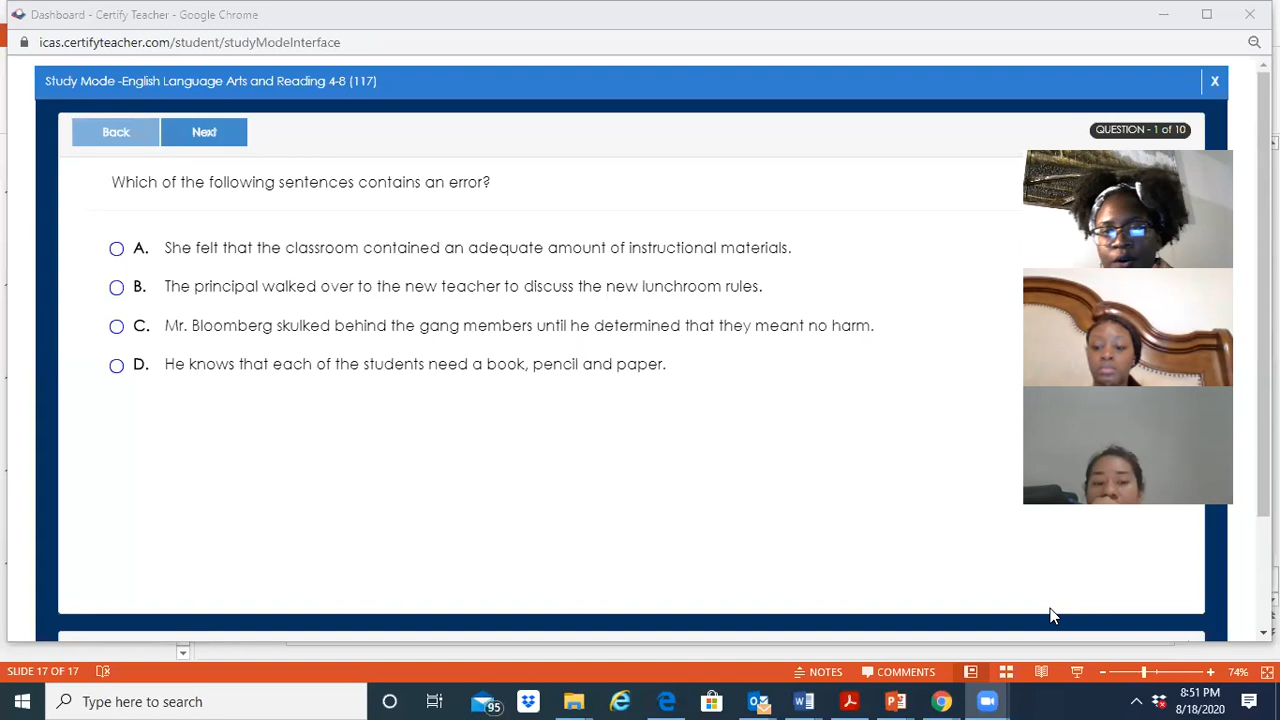 Dashboard - Certify Teacher - Google Chrome
icas.certifyteacher.com/student/studyModeInterface
Study Mode -English Language Arts and Reading 4-8 (117)
X
Back
Next
QUESTION - 1 of 10
Which of the following sentences contains an error?
A. She felt that the classroom contained an adequate amount of instructional materials.
B. The principal walked over to the new teacher to discuss the new lunchroom rules.
C. Mr. Bloomberg skulked behind the gang members until he determined that they meant no harm.
D. He knows that each of the students need a book, pencil and paper.
SLIDE 17 OF 17
NOTES
COMMENTS
74%
Type here to search
95
8:51 PM
8/18/2020